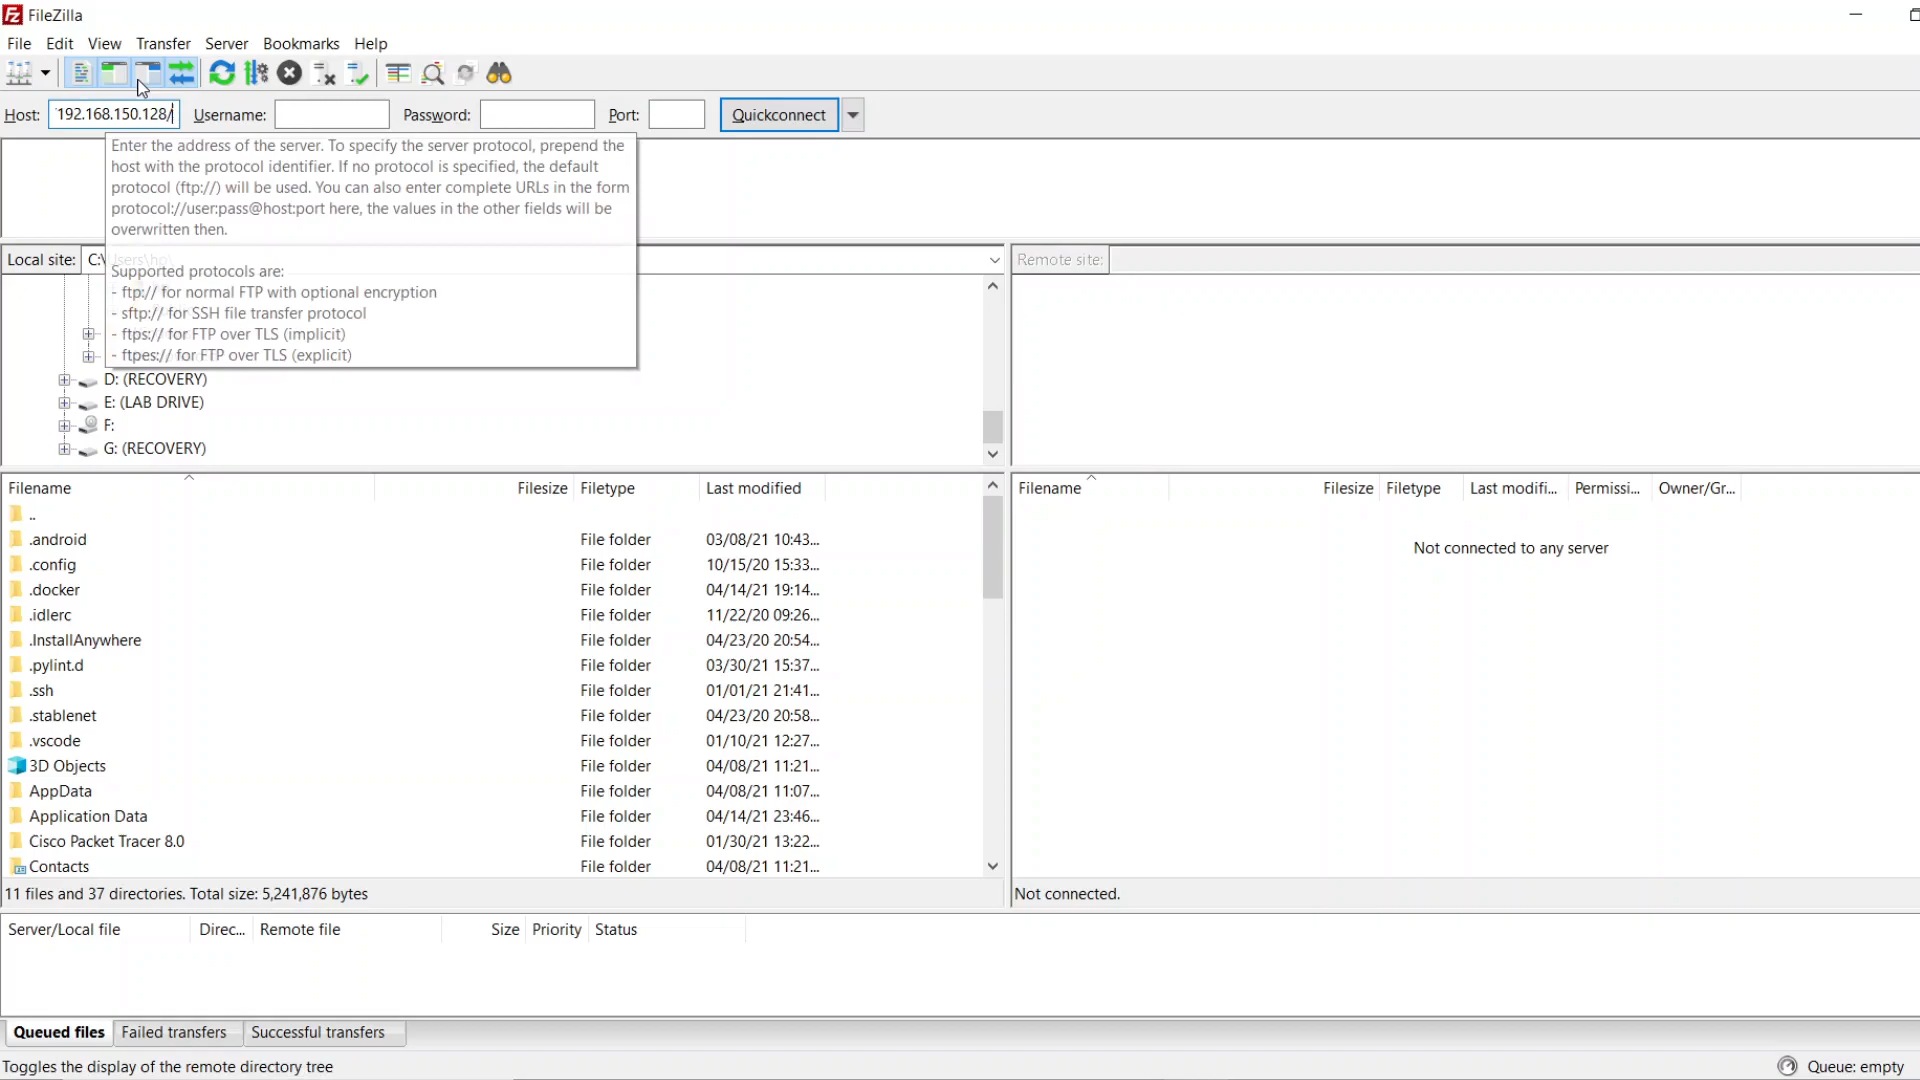 FileZilla
File Edit View Transfer Server Bookmarks Help
Host: 192.168.150.128/ Username: Password: Port: Quickconnect
Enter the address of the server. To specify the server protocol, prepend the
host with the protocol identifier. If no protocol is specified, the default
protocol (ftp://) will be used. You can also enter complete URLs in the form
protocol://user:pass@host:port here, the values in the other fields will be
overwritten then.
Supported protocols are:
- ftp:// for normal FTP with optional encryption
- sftp:// for SSH file transfer protocol
- ftps:// for FTP over TLS (implicit)
- ftpes:// for FTP over TLS (explicit)
Local site:
D: (RECOVERY)
E: (LAB DRIVE)
F:
G: (RECOVERY)
Filename Filesize Filetype Last modified
..
.android File folder 03/08/21 10:43...
.config File folder 10/15/20 15:33...
.docker File folder 04/14/21 19:14...
.idlerc File folder 11/22/20 09:26...
.InstallAnywhere File folder 04/23/20 20:54...
.pylint.d File folder 03/30/21 15:37...
.ssh File folder 01/01/21 21:41...
.stablenet File folder 04/23/20 20:58...
.vscode File folder 01/10/21 12:27...
3D Objects File folder 04/08/21 11:21...
AppData File folder 04/08/21 11:07...
Application Data File folder 04/14/21 23:46...
Cisco Packet Tracer 8.0 File folder 01/30/21 13:22...
Contacts File folder 04/08/21 11:21...
11 files and 37 directories. Total size: 5,241,876 bytes
Remote site:
Filename Filesize Filetype Last modifi... Permissi... Owner/Gr...
Not connected to any server
Not connected.
Server/Local file Direc... Remote file Size Priority Status
Queued files Failed transfers Successful transfers
Toggles the display of the remote directory tree
Queue: empty